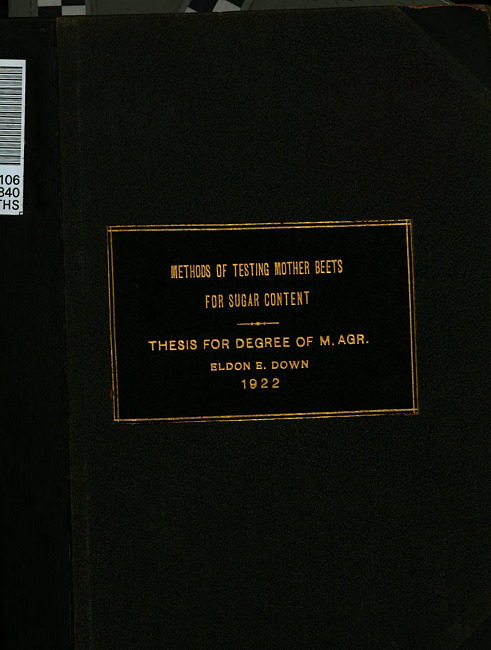 106
840
THS
METHODS OF TESTING MOTHER BEETS
FOR SUGAR CONTENT
THESIS FOR DEGREE OF M. AGR.
ELDON E. DOWN
1922